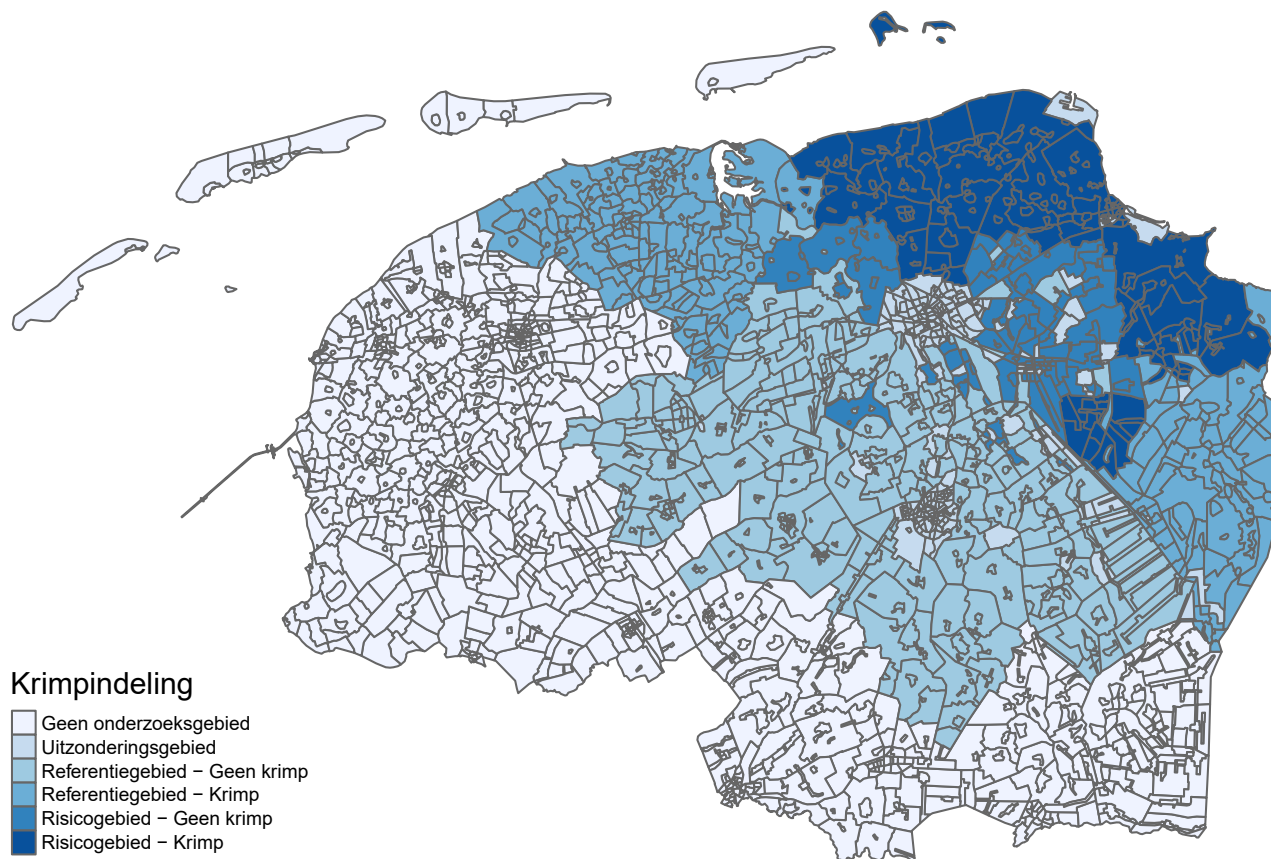 Krimpindeling
Geen onderzoeksgebied
Uitzonderingsgebied
Referentiegebied − Geen krimp
Referentiegebied − Krimp
Risicogebied − Geen krimp
Risicogebied − Krimp